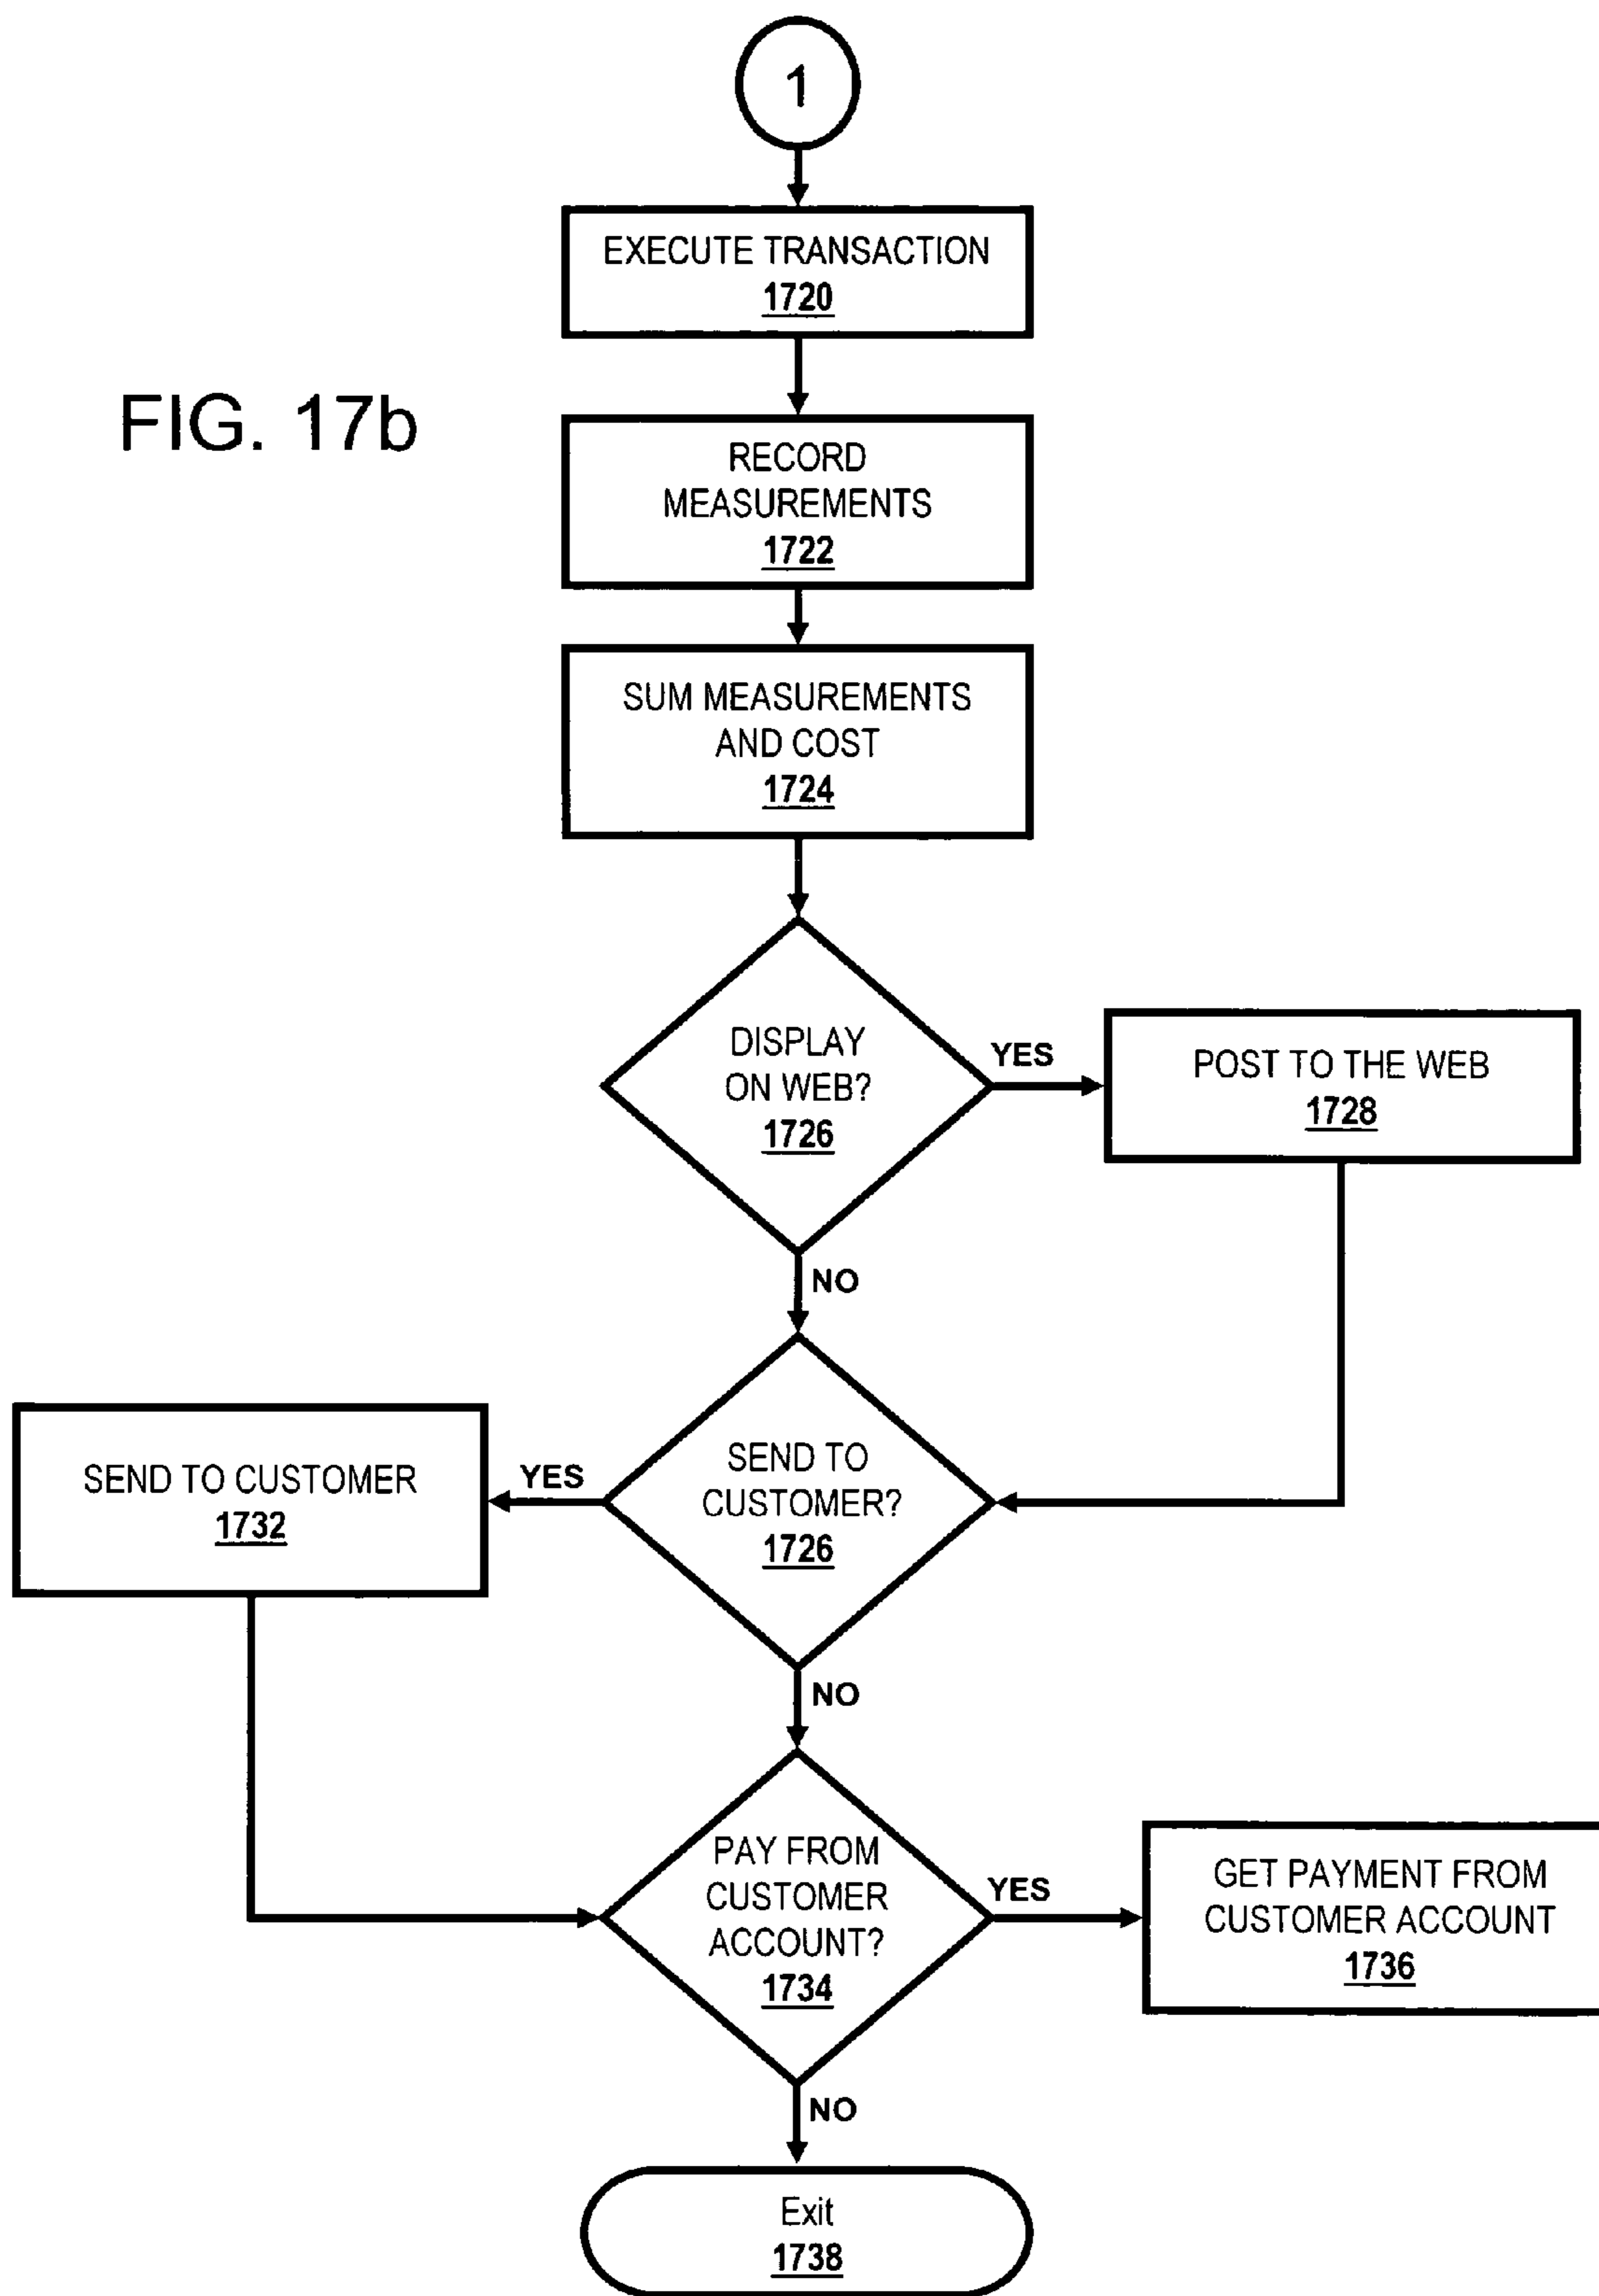 1
EXECUTE TRANSACTION
1720
FIG. 17b
RECORD
MEASUREMENTS
1722
SUM MEASUREMENTS
AND COST
1724
DISPLAY
ON WEB?
1726
YES
POST TO THE WEB
1728
NO
SEND TO CUSTOMER
1732
YES
SEND TO
CUSTOMER?
1726
NO
PAY FROM
CUSTOMER
ACCOUNT?
1734
YES
GET PAYMENT FROM
CUSTOMER ACCOUNT
1736
NO
Exit
1738